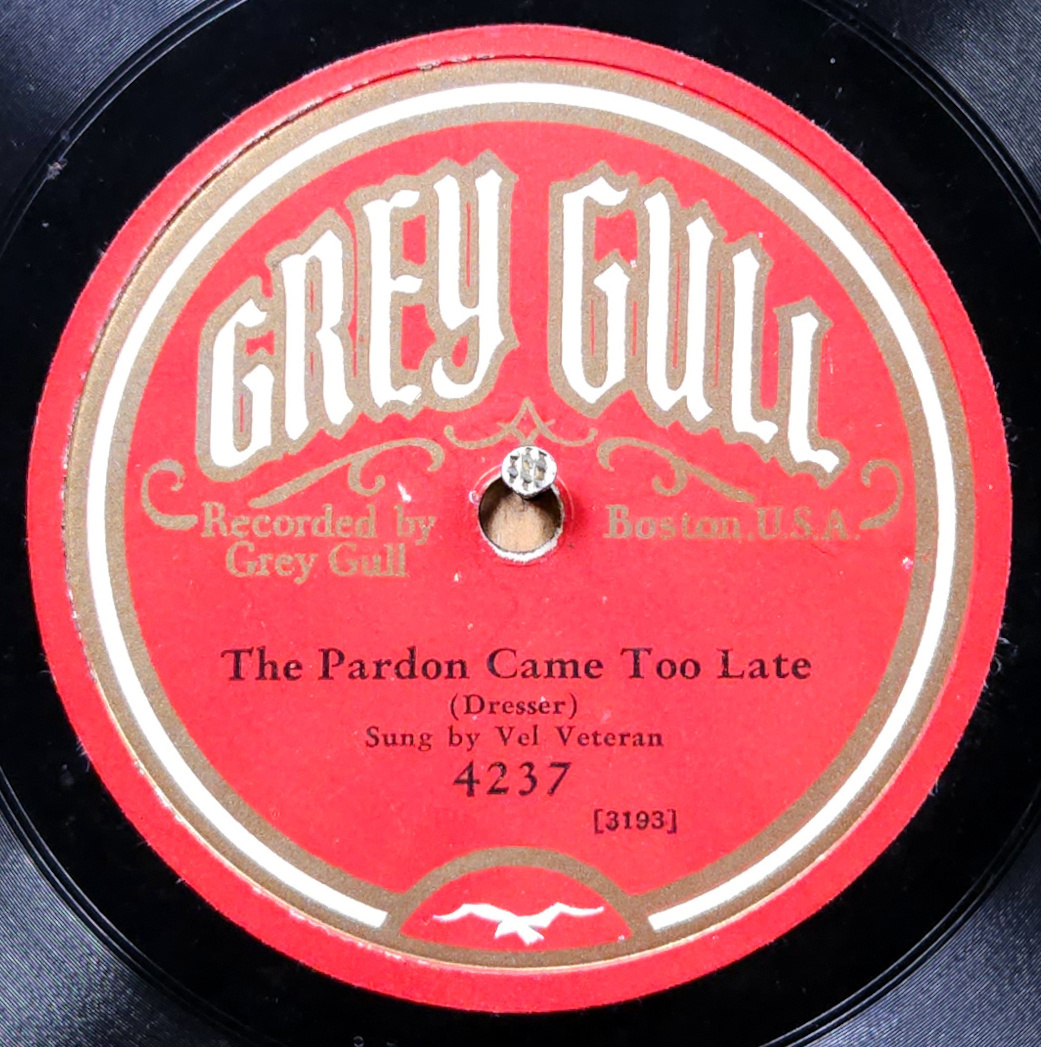 GREY GULL
Recorded by Boston, U.S.A.
Grey Gull
The Pardon Came Too Late
(Dresser)
Sung by Vel Veteran
4237
[3193]